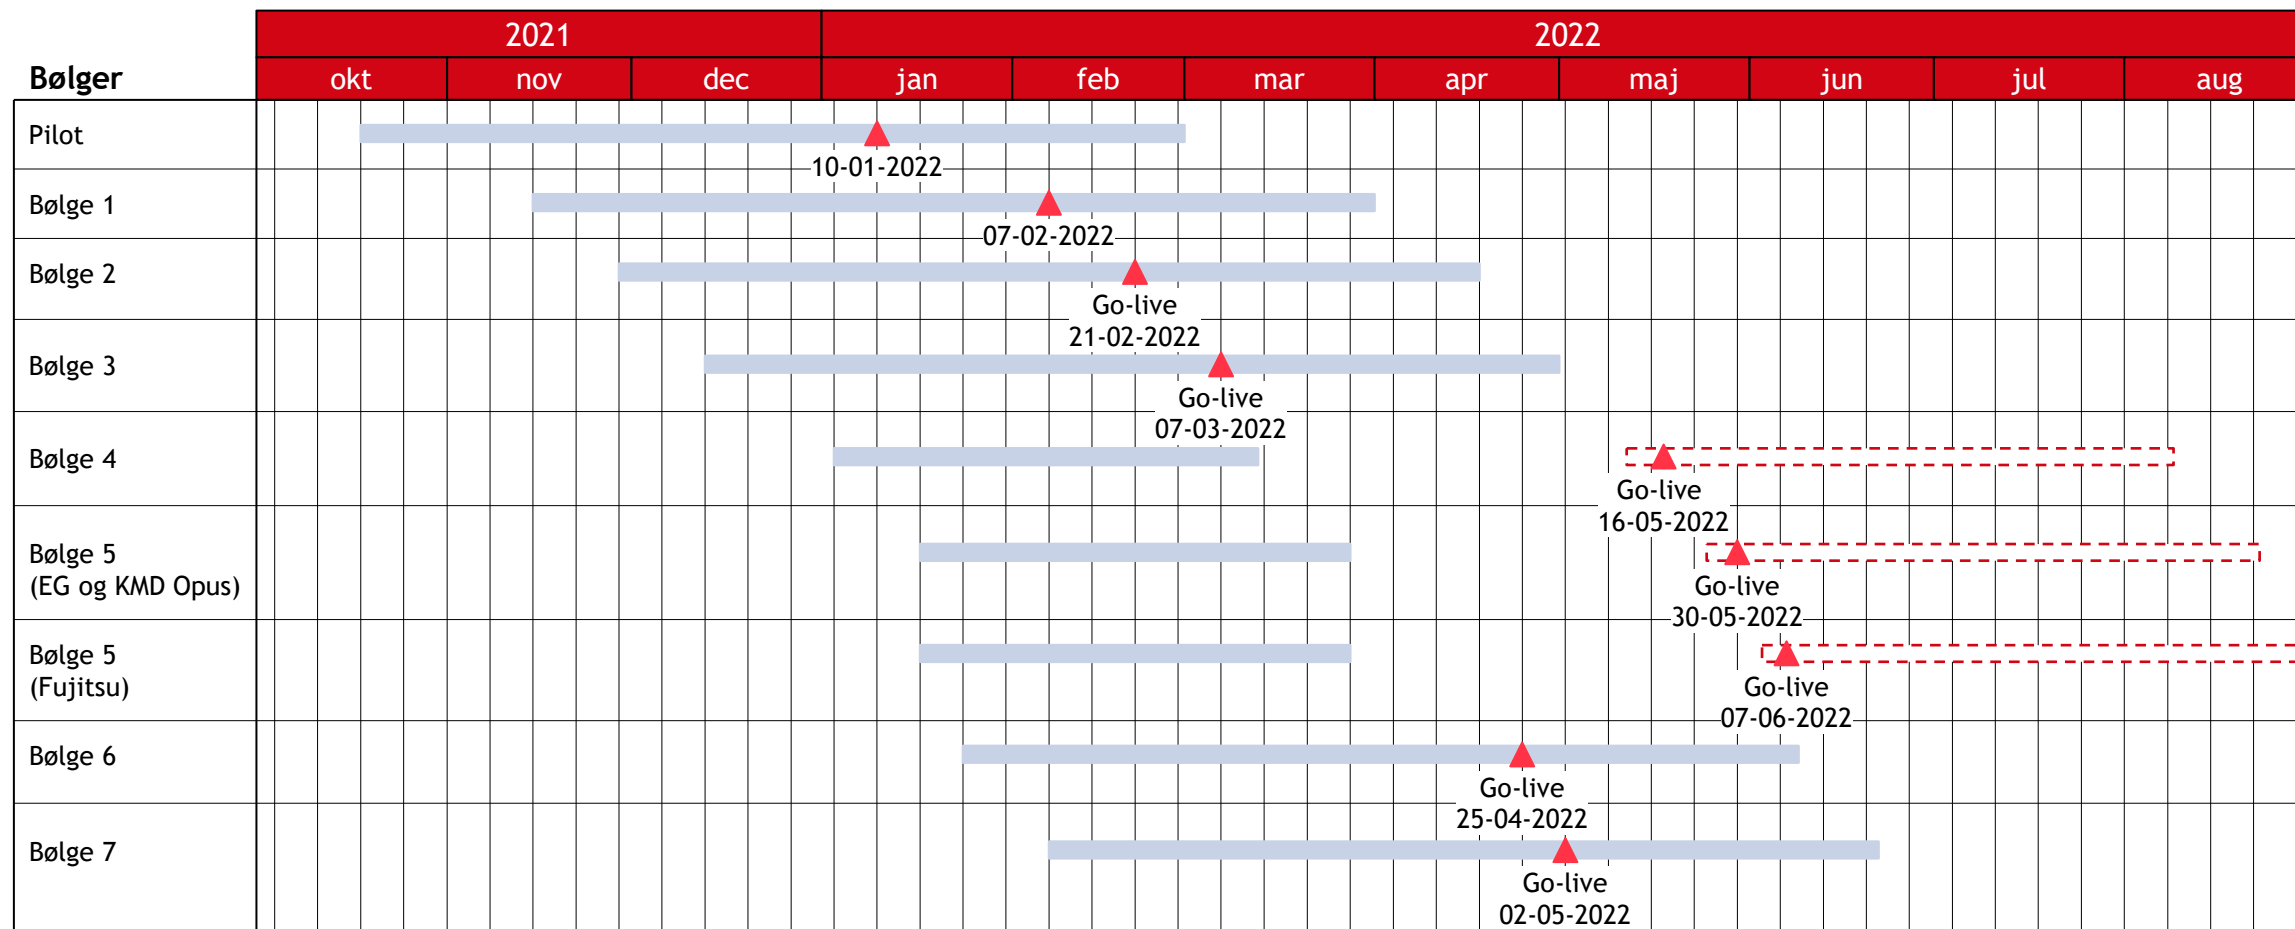 2021
2022
Bølger
okt
nov
dec
jan
feb
mar
apr
maj
jun
jul
aug
Pilot
10-01-2022
Bølge 1
07-02-2022
Bølge 2
Go-live
21-02-2022
Bølge 3
Go-live
07-03-2022
Bølge 4
Go-live
16-05-2022
Bølge 5
(EG og KMD Opus)
Go-live
30-05-2022
Bølge 5
(Fujitsu)
Go-live
07-06-2022
Bølge 6
Go-live
25-04-2022
Bølge 7
Go-live
02-05-2022